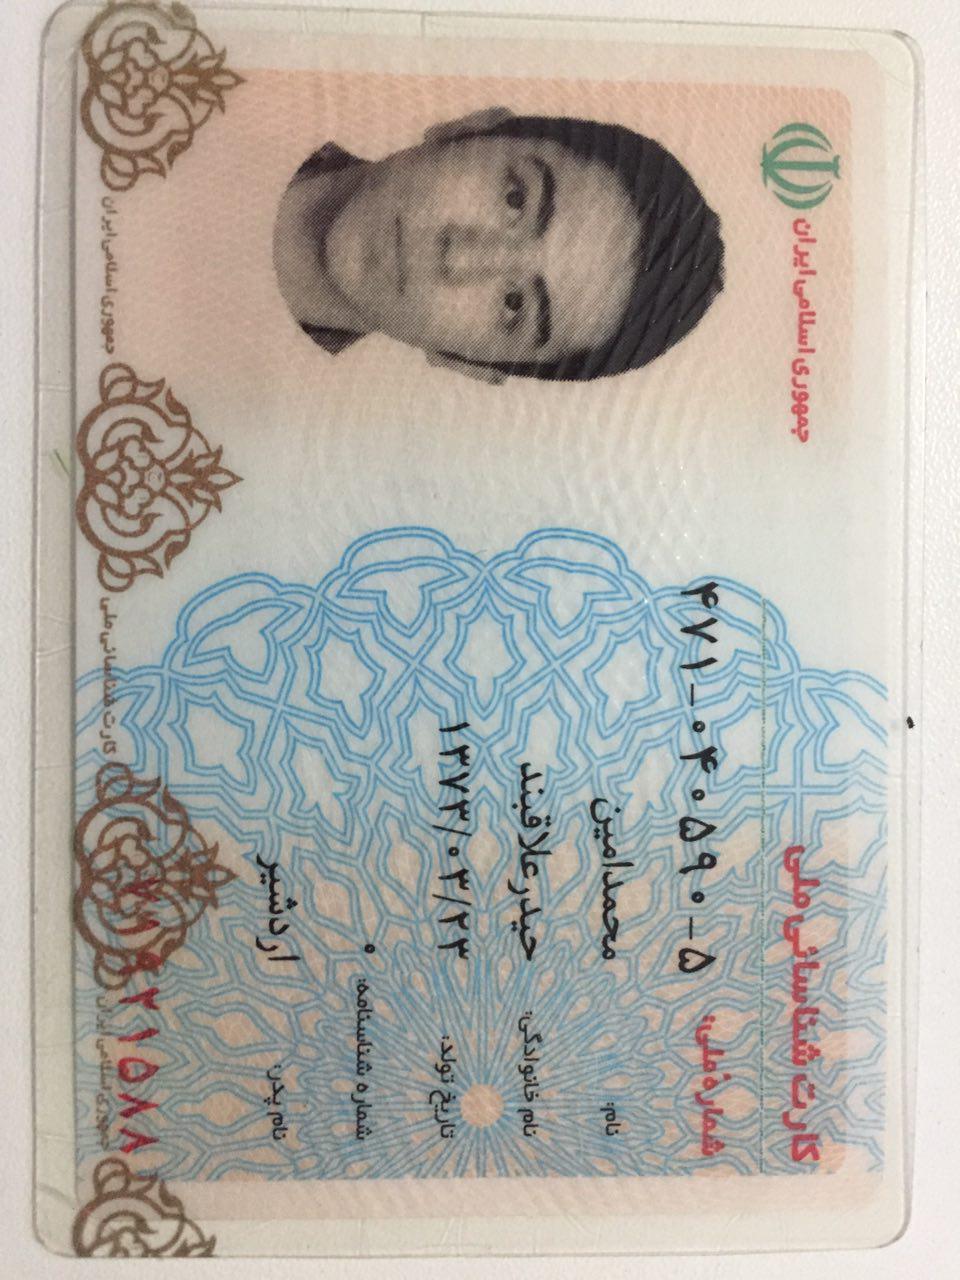 کارت شناسائی ملی
جمهوری اسلامی ایران
شمارهٔ ملی: ۴۷۱-۰۴۰۵۹۰-۵
نام: محمدامین
نام خانوادگی: حیدرعلاقبند
تاریخ تولد: ۱۳۷۳/۰۳/۲۳
شماره شناسنامه: ۰
نام پدر: اردشیر
۷۱۹۲۱۵۸۸
جمهوری اسلامی ایران کارت شناسائی ملی جمهوری اسلامی ایران